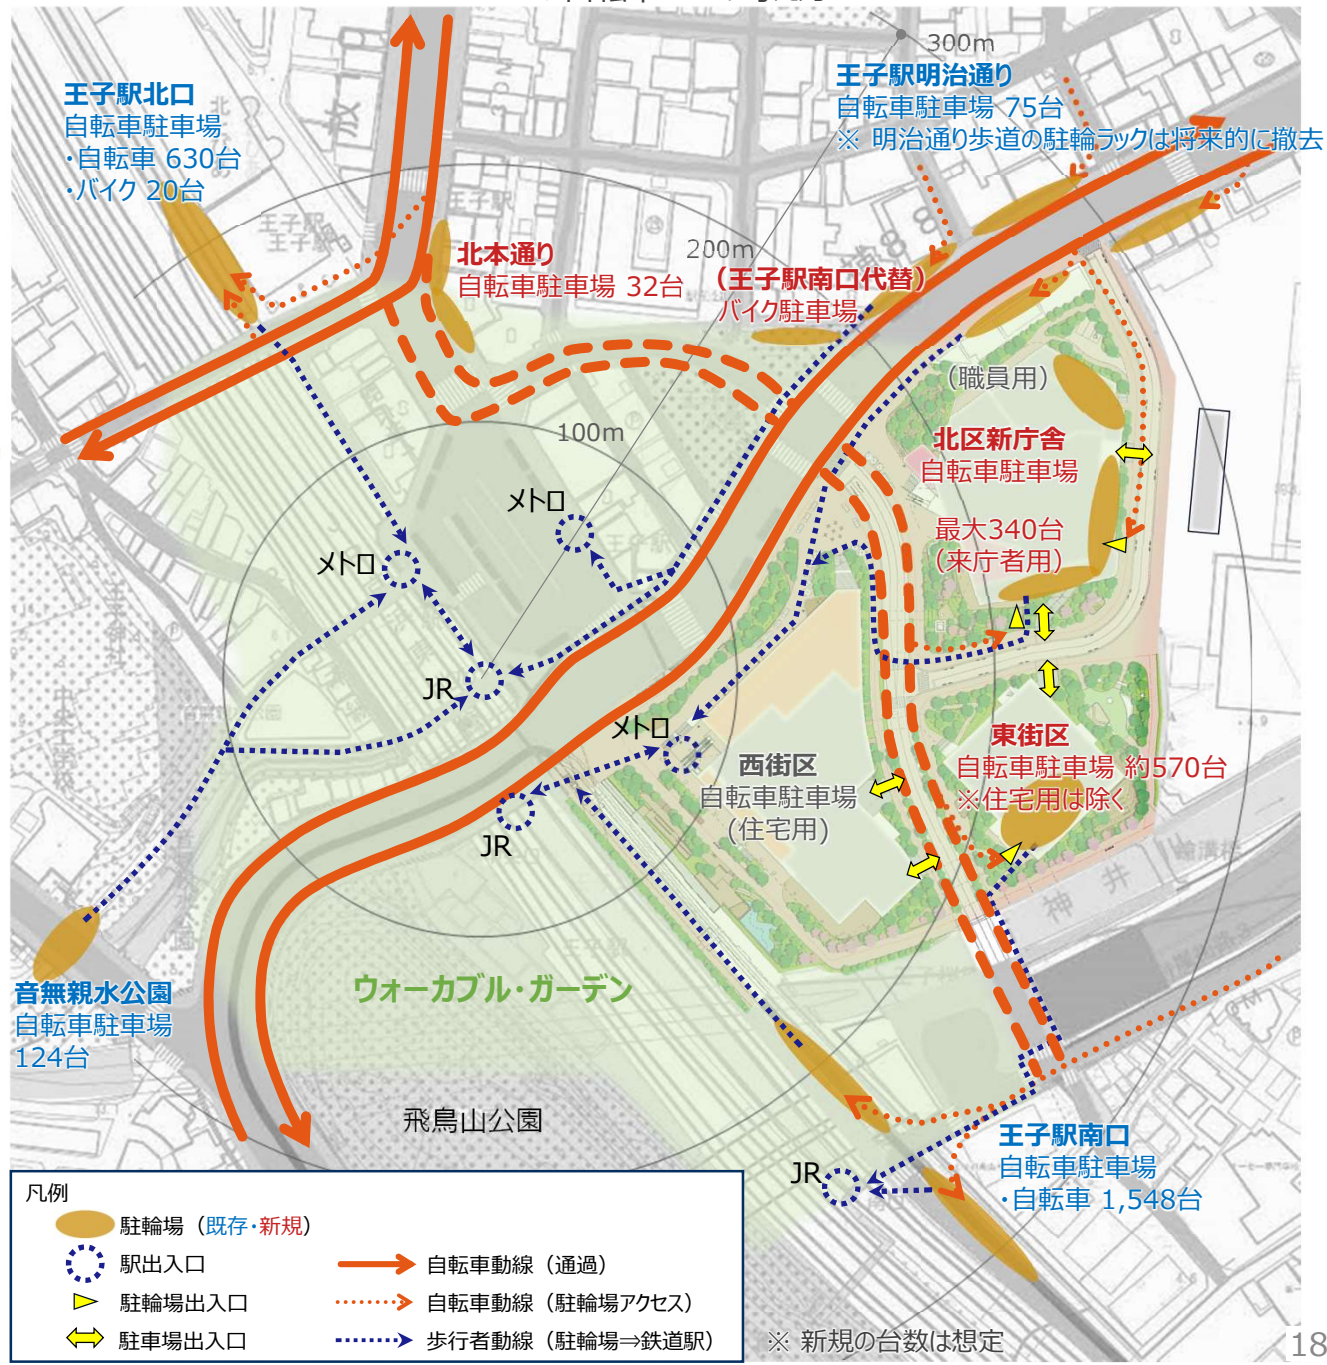 300m
王子駅明治通り
自転車駐車場 75台
※ 明治通り歩道の駐輪ラックは将来的に撤去
王子駅北口
自転車駐車場
・自転車 630台
・バイク 20台
200m
北本通り
自転車駐車場 32台
(王子駅南口代替)
バイク駐車場
(職員用)
北区新庁舎
自転車駐車場
最大340台
(来庁者用)
100m
メトロ
メトロ
JR
メトロ
JR
西街区
自転車駐車場
(住宅用)
東街区
自転車駐車場 約570台
※住宅用は除く
神井
音無親水公園
自転車駐車場
124台
ウォーカブル・ガーデン
飛鳥山公園
王子駅南口
自転車駐車場
・自転車 1,548台
JR
凡例
駐輪場(既存・新規)
駅出入口
自転車動線(通過)
駐輪場出入口
自転車動線(駐輪場アクセス)
駐車場出入口
歩行者動線(駐輪場⇒鉄道駅)
※ 新規の台数は想定
18